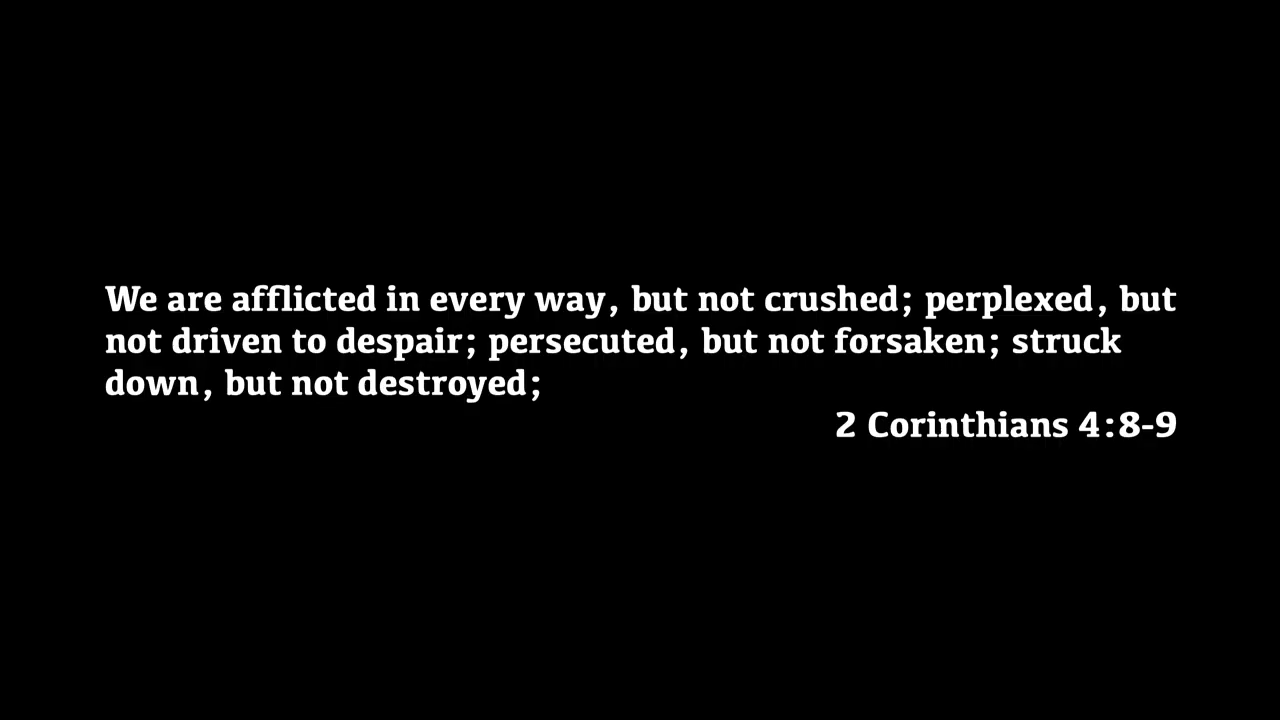 We are afflicted in every way, but not crushed; perplexed, but
not driven to despair; persecuted, but not forsaken; struck
down, but not destroyed;
2 Corinthians 4:8-9